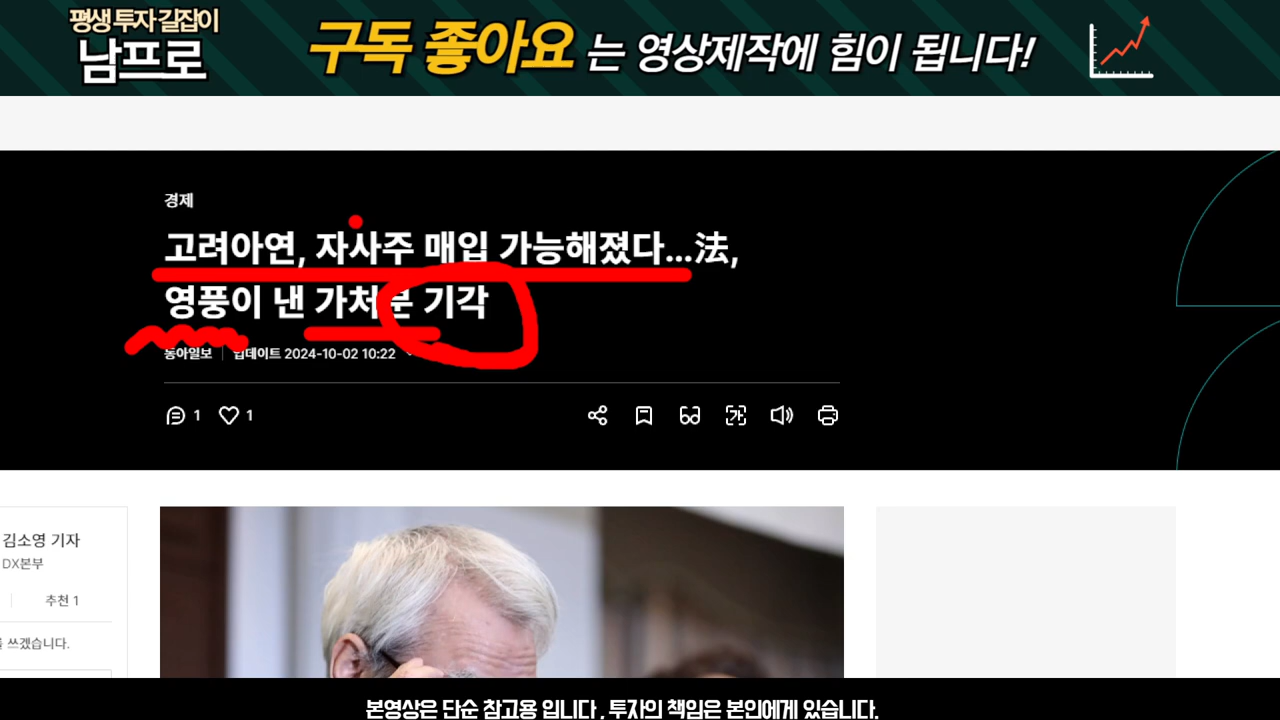 평생 투자 길잡이
남프로
구독 좋아요 는 영상제작에 힘이 됩니다!
경제
고려아연, 자사주 매입 가능해졌다...法,
영풍이 낸 가처분 기각
동아일보 업데이트 2024-10-02 10:22
1 1
가
김소영 기자
DX본부
추천 1
쓰겠습니다.
본영상은 단순 참고용 입니다 , 투자의 책임은 본인에게 있습니다.